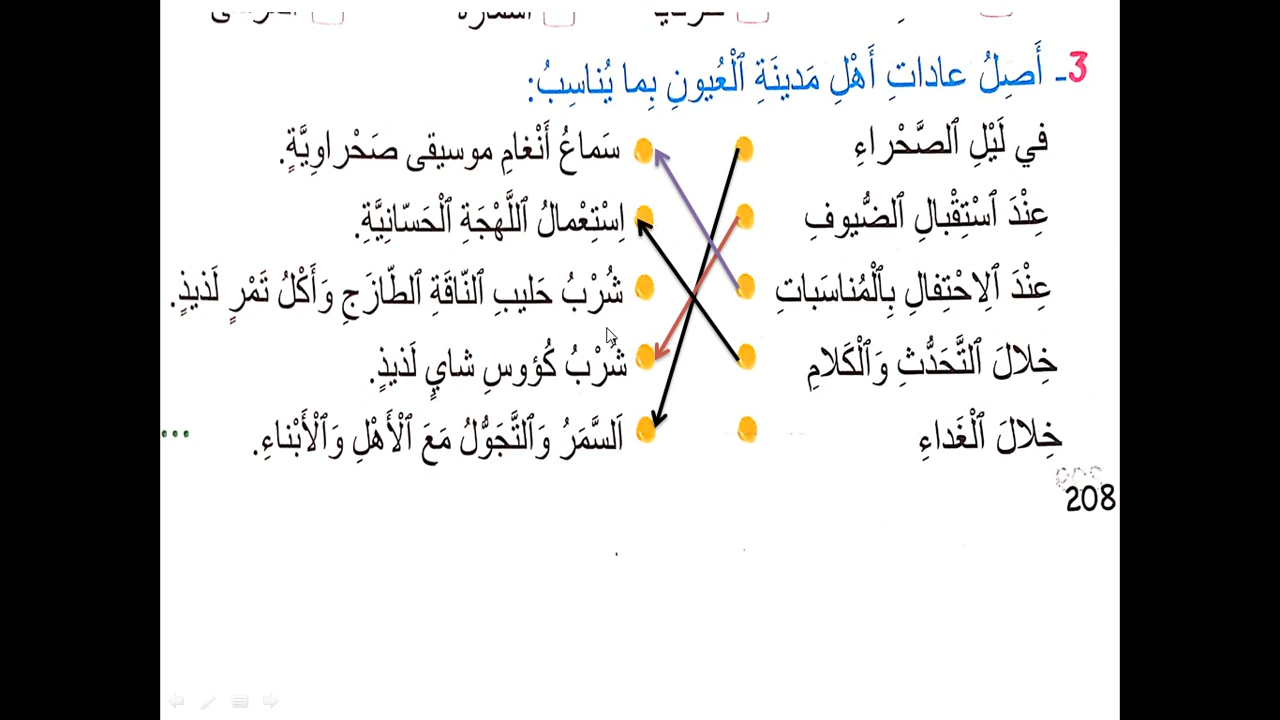 3- أَصِلُ عاداتِ أَهْلِ مَدينَةِ ٱلْعُيونِ بِما يُناسِبُ:
في لَيْلِ ٱلصَّحْراءِ سَماعُ أَنْغامِ موسيقى صَحْراوِيَّةٍ.
عِنْدَ ٱسْتِقْبالِ ٱلضُّيوفِ اِسْتِعْمالُ ٱللَّهْجَةِ ٱلْحَسّانِيَّةِ.
عِنْدَ ٱلِاحْتِفالِ بِٱلْمُناسَباتِ شُرْبُ حَليبِ ٱلنّاقَةِ ٱلطّازَجِ وَأَكْلُ تَمْرٍ لَذيذٍ.
خِلالَ ٱلتَّحَدُّثِ وَٱلْكَلامِ شُرْبُ كُؤوسِ شايٍ لَذيذٍ.
خِلالَ ٱلْغَداءِ اَلسَّمَرُ وَٱلتَّجَوُّلُ مَعَ ٱلْأَهْلِ وَٱلْأَبْناءِ.
208